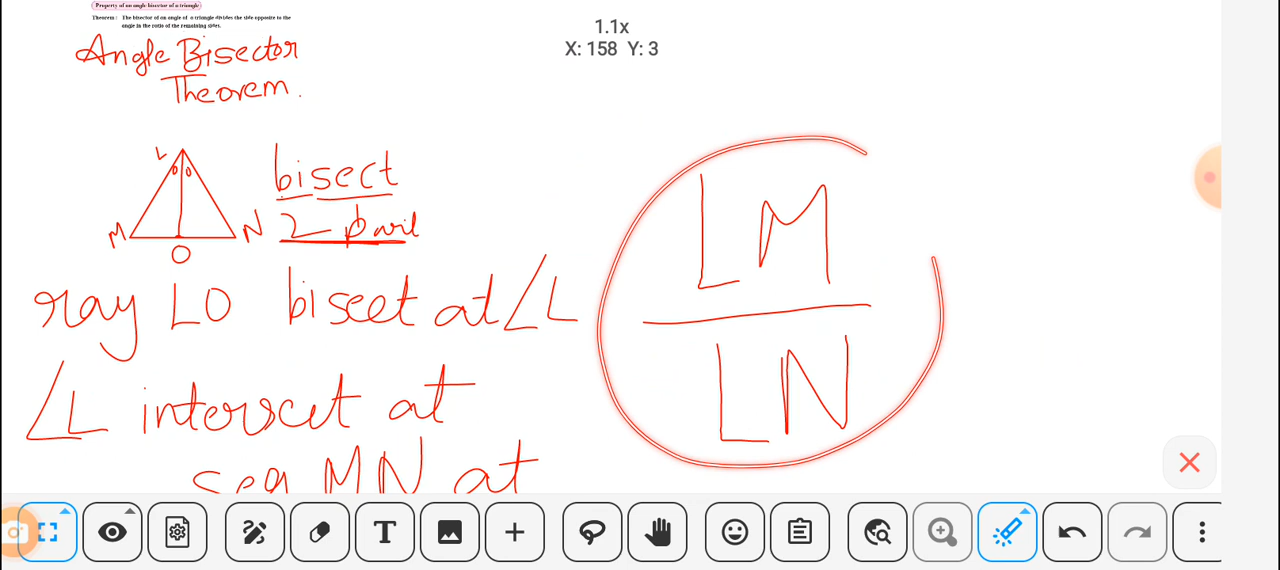 Property of an angle bisector of a triangle
Theorem : The bisector of an angle of a triangle divides the side opposite to the
angle in the ratio of the remaining sides.
Angle Bisector
Theorem.
1.1x
X: 158 Y: 3
L
M
N
O
bisect
2
ray LO bisect at ∠L
∠L intersect at
seg MN at
LM
LN
T